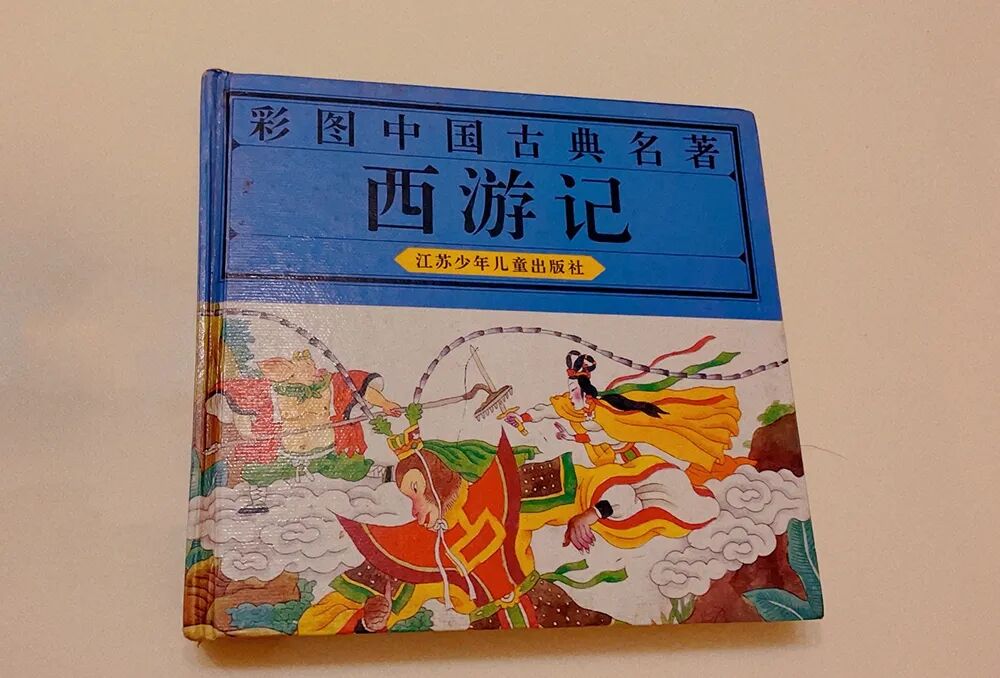 彩图中国古典名著
西游记
江苏少年儿童出版社